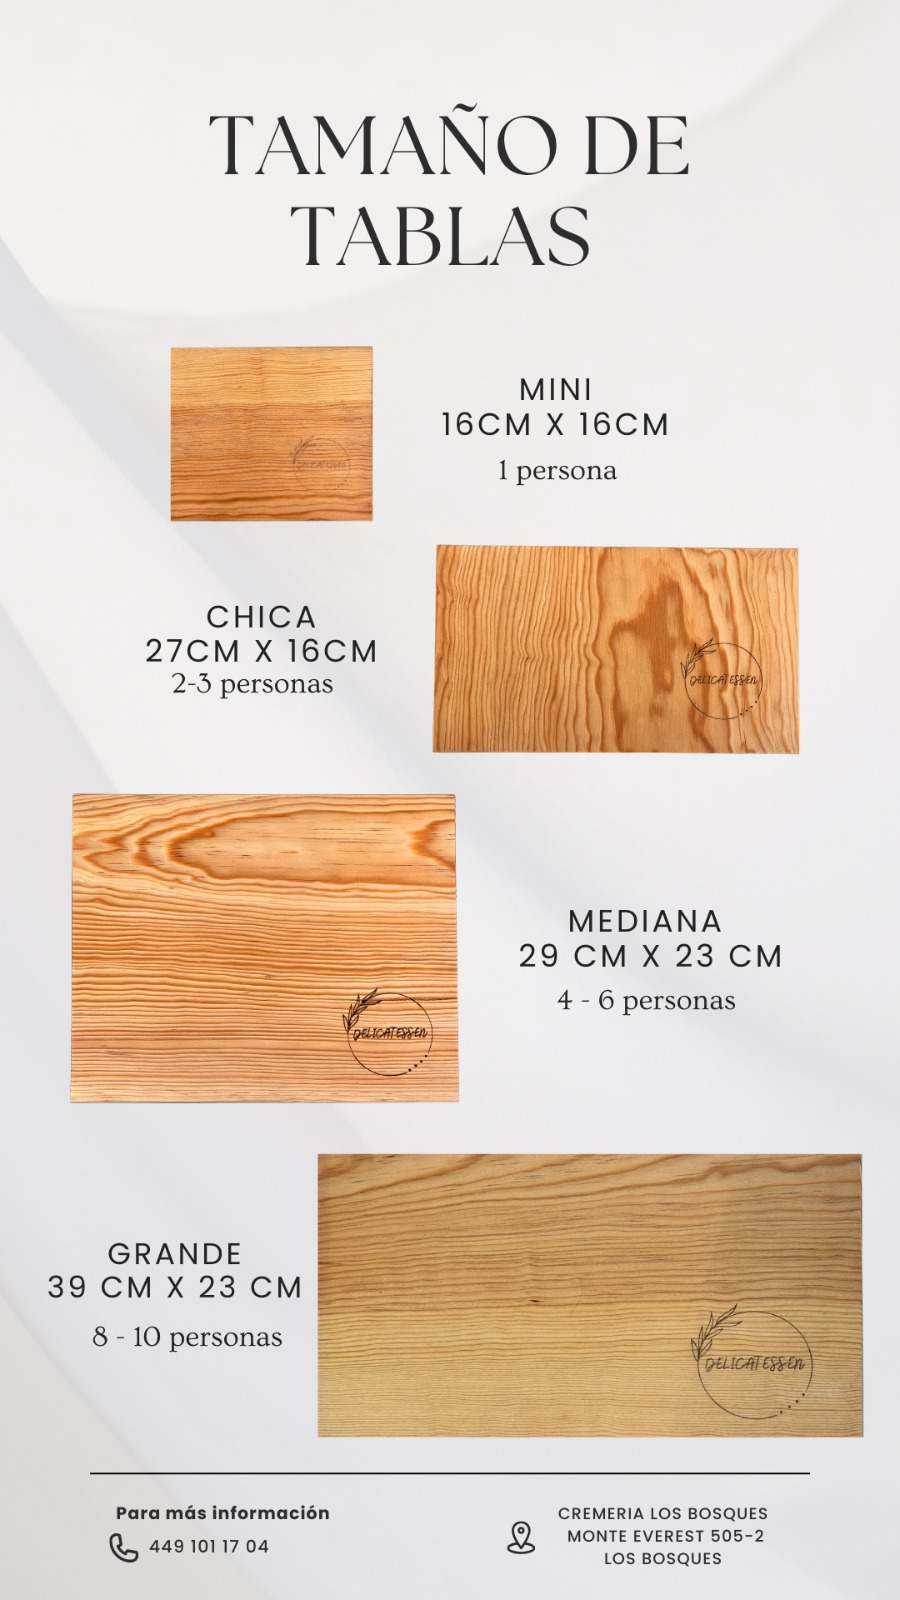 TAMAÑO DE
TABLAS
MINI
16CM X 16CM
1 persona
DELICATESSEN
CHICA
27CM X 16CM
2-3 personas
DELICATESSEN
MEDIANA
29 CM X 23 CM
4 - 6 personas
DELICATESSEN
GRANDE
39 CM X 23 CM
8 - 10 personas
DELICATESSEN
Para más información
449 101 17 04
CREMERIA LOS BOSQUES
MONTE EVEREST 505-2
LOS BOSQUES